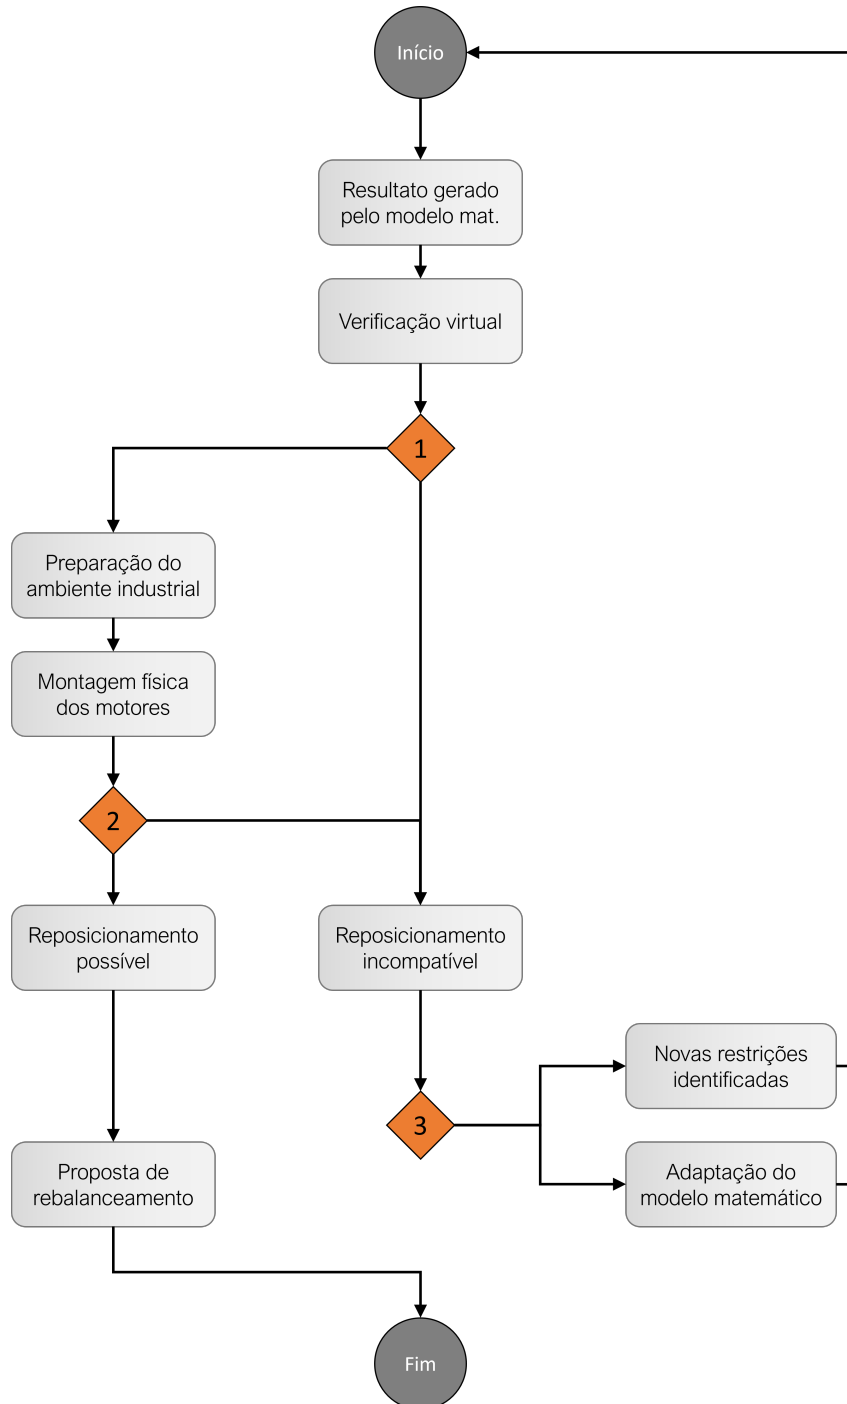 Início
Resultato gerado
pelo modelo mat.
Verificação virtual
1
Preparação do
ambiente industrial
Montagem física
dos motores
2
Reposicionamento
possível
Reposicionamento
incompatível
Novas restrições
identificadas
3
Proposta de
rebalanceamento
Adaptação do
modelo matemático
Fim